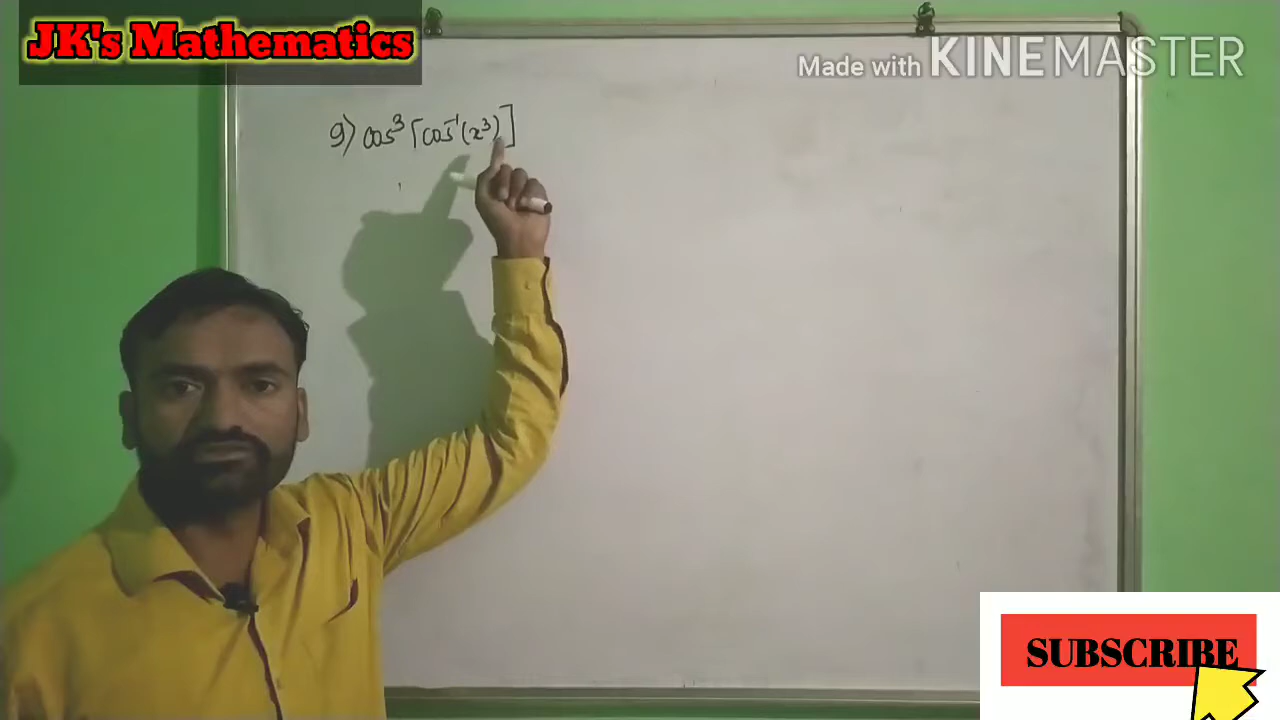 JK's Mathematics
Made with KINEMASTER
9) cos³ [cos⁻¹(x³)]
SUBSCRIBE